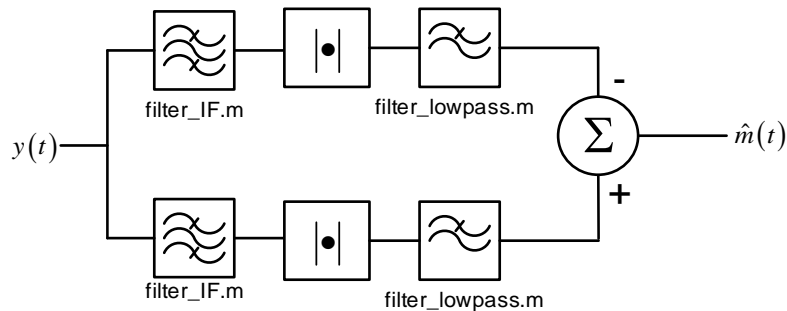 |•|
filter_IF.m
filter_lowpass.m
-
y(t)
Σ
m̂(t)
+
|•|
filter_IF.m
filter_lowpass.m